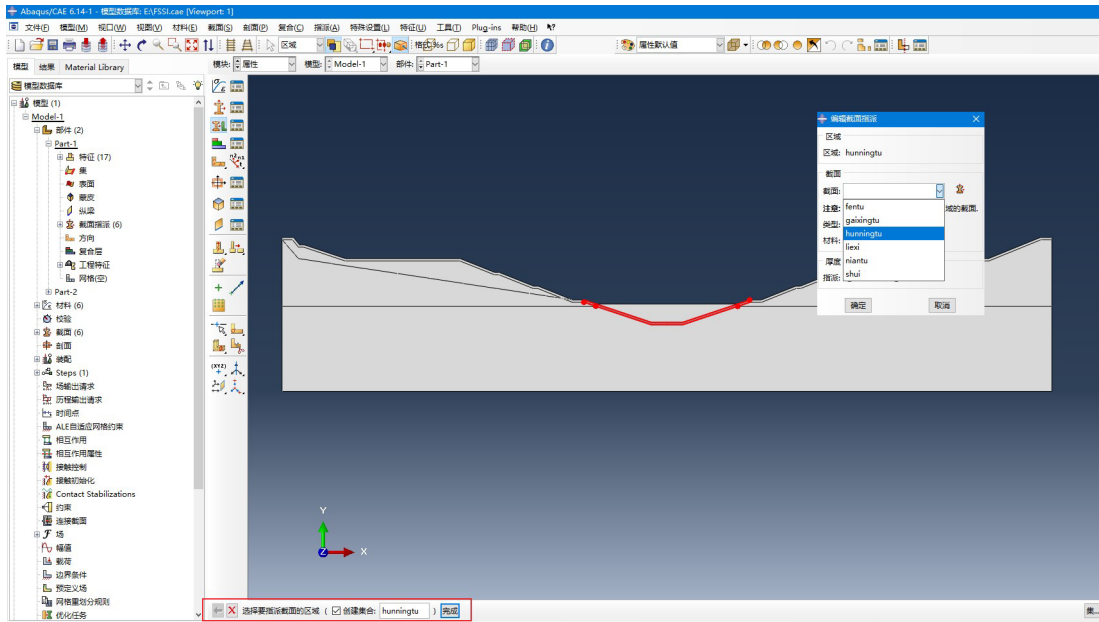 Abaqus/CAE 6.14-1 - 模型数据库: E:\FSSI.cae [Viewport: 1]
文件(F) 模型(M) 视口(W) 视图(V) 材料(E) 截面(S) 剖面(P) 复合(C) 指派(A) 特殊设置(L) 特征(U) 工具(O) Plug-ins 帮助(H)
区域
属性默认值
模型 结果 Material Library 模块: 属性 模型: Model-1 部件: Part-1
模型数据库
模型 (1)
Model-1
部件 (2)
Part-1
特征 (17)
集
表面
蒙皮
纵梁
截面指派 (6)
方向
复合层
工程特征
网格(空)
Part-2
材料 (6)
校验
截面 (6)
剖面
装配
Steps (1)
场输出请求
历程输出请求
时间点
ALE自适应网格约束
相互作用
相互作用属性
接触控制
接触初始化
Contact Stabilizations
约束
连接截面
场
幅值
载荷
边界条件
预定义场
网格重划分规则
优化任务
编辑截面指派
区域
区域: hunningtu
截面
截面:
注意: 域的截面.
类型:
材料:
厚度
指派:
fentu
gaixingtu
hunningtu
liexi
niantu
shui
确定 取消
Y
Z X
选择要指派截面的区域 ( 创建集合: hunningtu ) 完成
集...